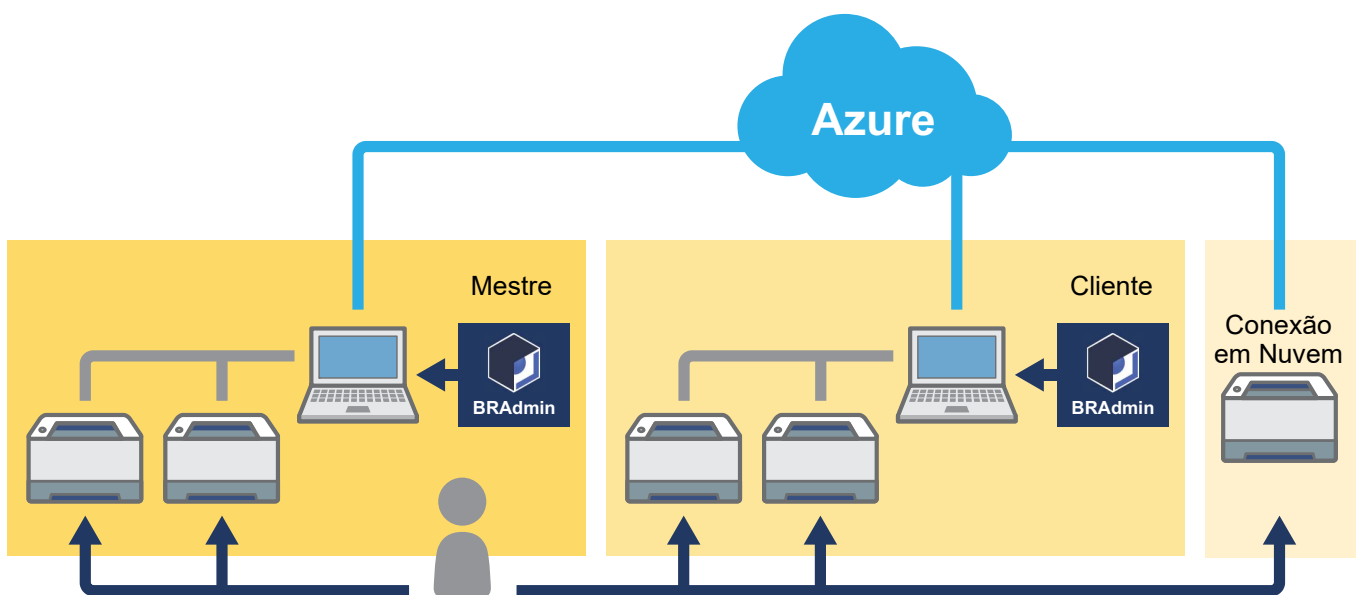 Azure
Mestre
BRAdmin
Cliente
BRAdmin
Conexão
em Nuvem